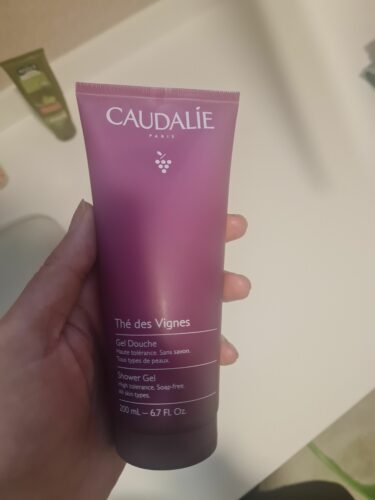 CAUDALÍE
PARIS
Thé des Vignes
Gel Douche
Haute tolérance. Sans savon.
Tous types de peaux.
Shower Gel
High tolerance. Soap-free.
All skin types.
200 mL – 6.7 Fl. Oz.